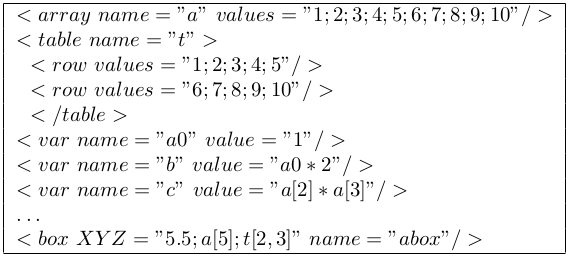 < array name = "a" values = "1; 2; 3; 4; 5; 6; 7; 8; 9; 10"/ >
< table name = "t" >
< row values = "1; 2; 3; 4; 5"/ >
< row values = "6; 7; 8; 9; 10"/ >
< /table >
< var name = "a0" value = "1"/ >
< var name = "b" value = "a0 * 2"/ >
< var name = "c" value = "a[2] * a[3]"/ >
...
< box XYZ = "5.5; a[5]; t[2, 3]" name = "abox"/ >